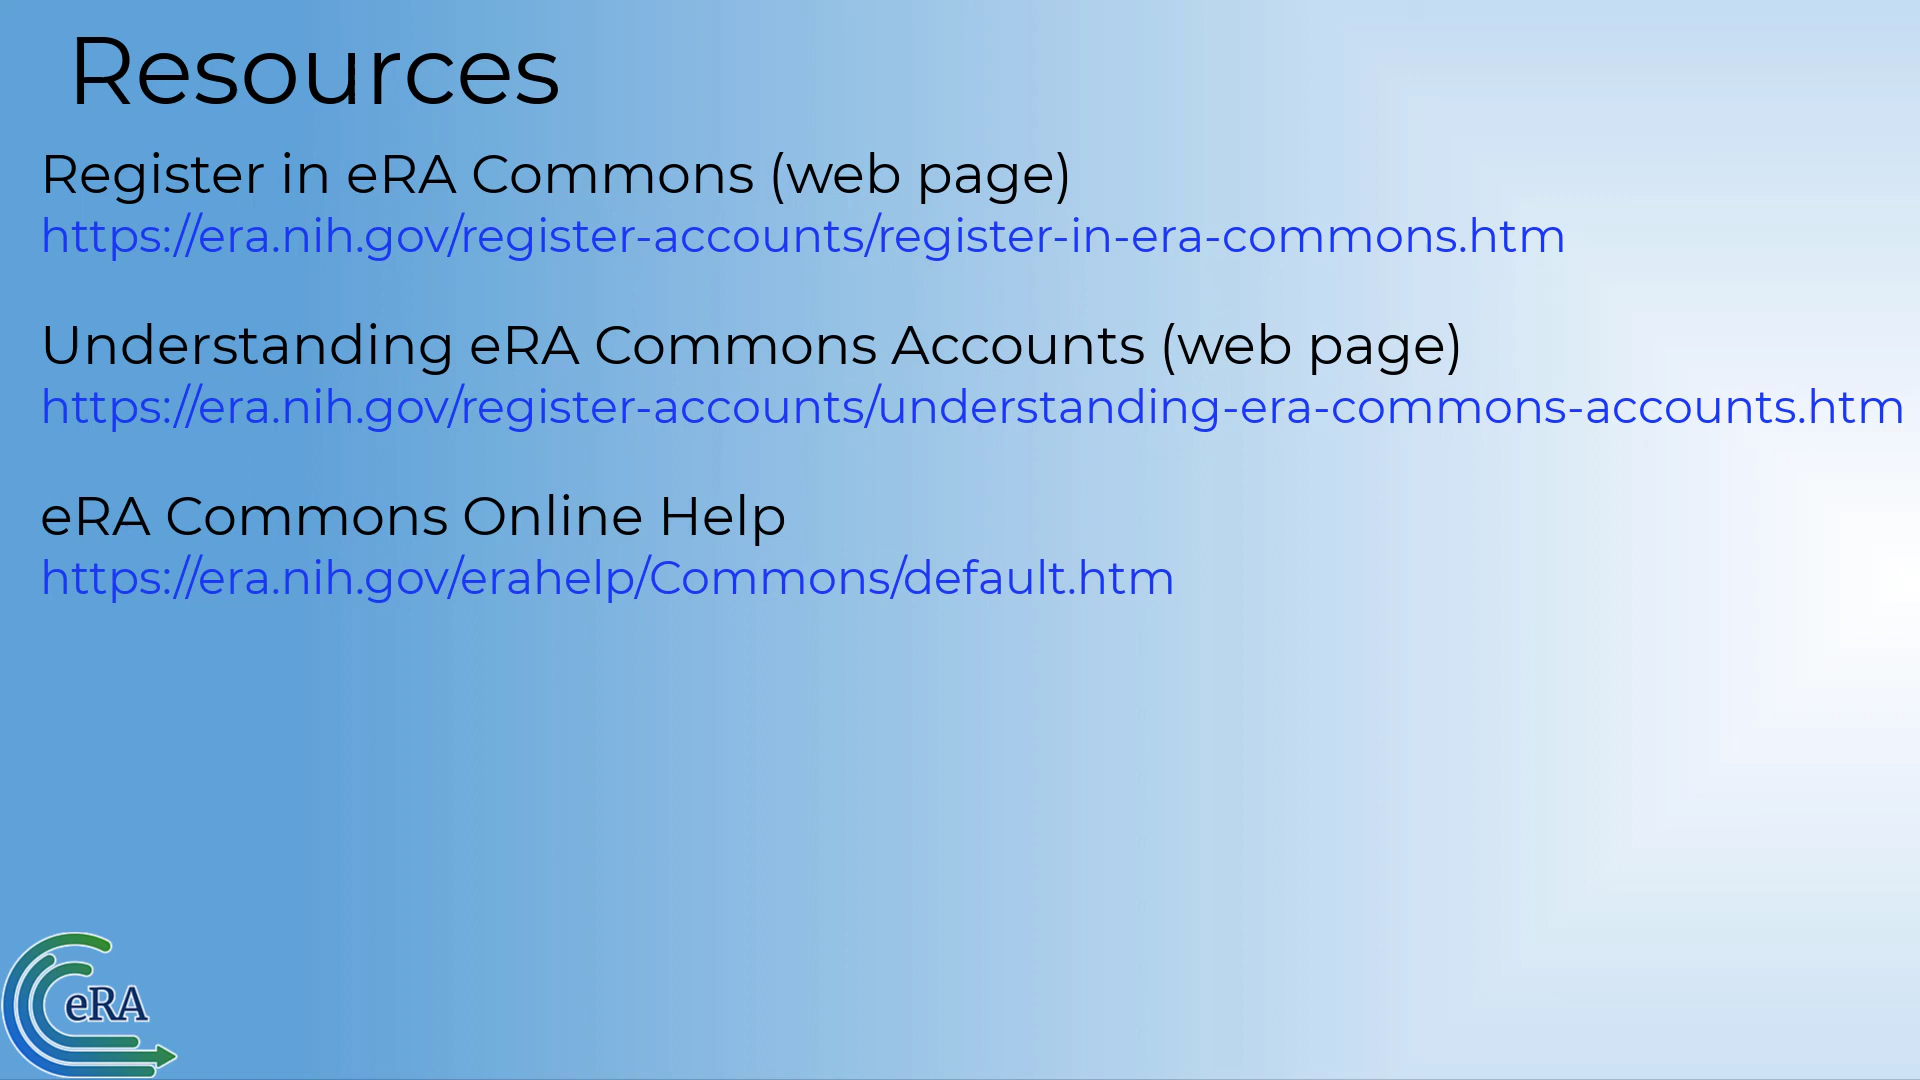 Resources
Register in eRA Commons (web page)
https://era.nih.gov/register-accounts/register-in-era-commons.htm
Understanding eRA Commons Accounts (web page)
https://era.nih.gov/register-accounts/understanding-era-commons-accounts.htm
eRA Commons Online Help
https://era.nih.gov/erahelp/Commons/default.htm
eRA